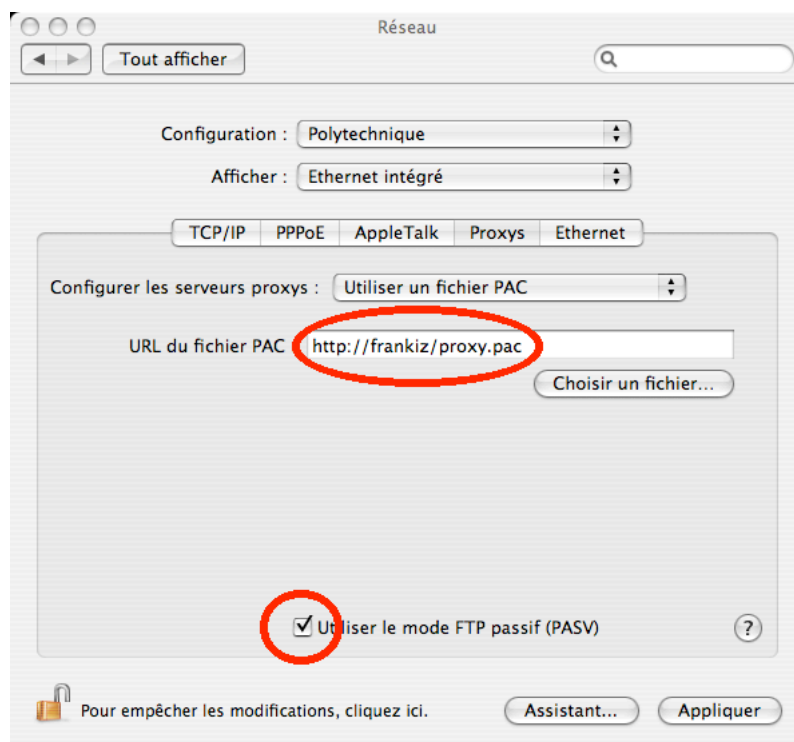 Réseau
Tout afficher
Configuration : Polytechnique
Afficher : Ethernet intégré
TCP/IP PPPoE AppleTalk Proxys Ethernet
Configurer les serveurs proxys : Utiliser un fichier PAC
URL du fichier PAC http://frankiz/proxy.pac
Choisir un fichier...
Utiliser le mode FTP passif (PASV) ?
Pour empêcher les modifications, cliquez ici. Assistant... Appliquer